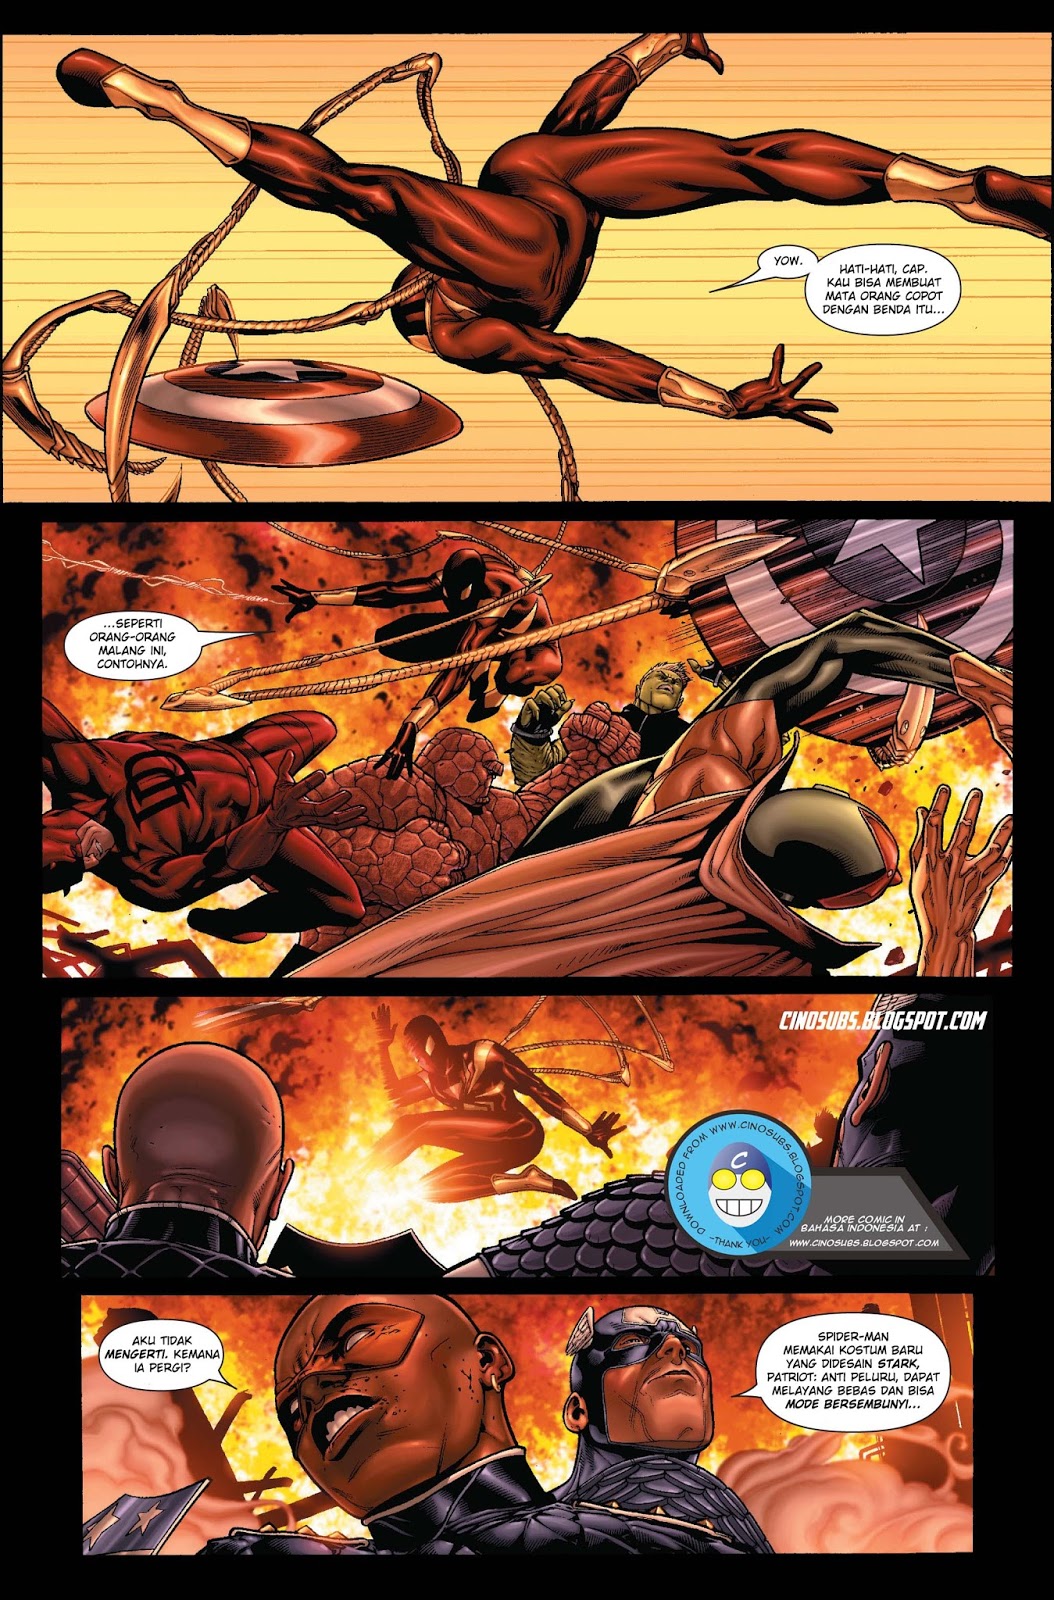 YOW.
HATI-HATI, CAP.
KAU BISA MEMBUAT
MATA ORANG COPOT
DENGAN BENDA ITU...
...SEPERTI
ORANG-ORANG
MALANG INI,
CONTOHNYA.
CINOSUBS.BLOGSPOT.COM
DOWNLOADED FROM WWW.CINOSUBS.BLOGSPOT.COM
C
-THANK YOU-
MORE COMIC IN
BAHASA INDONESIA AT :
WWW.CINOSUBS.BLOGSPOT.COM
AKU TIDAK
MENGERTI. KEMANA
IA PERGI?
SPIDER-MAN
MEMAKAI KOSTUM BARU
YANG DIDESAIN STARK,
PATRIOT: ANTI PELURU, DAPAT
MELAYANG BEBAS DAN BISA
MODE BERSEMBUNYI...